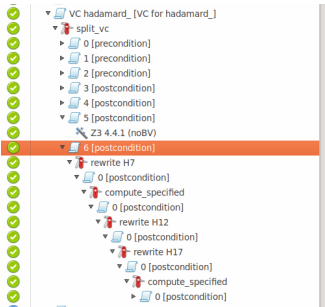 VC hadamard_ [VC for hadamard_]
split_vc
0 [precondition]
1 [precondition]
2 [precondition]
3 [postcondition]
4 [postcondition]
5 [postcondition]
Z3 4.4.1 (noBV)
6 [postcondition]
rewrite H7
0 [postcondition]
compute_specified
0 [postcondition]
rewrite H12
0 [postcondition]
rewrite H17
0 [postcondition]
compute_specified
0 [postcondition]